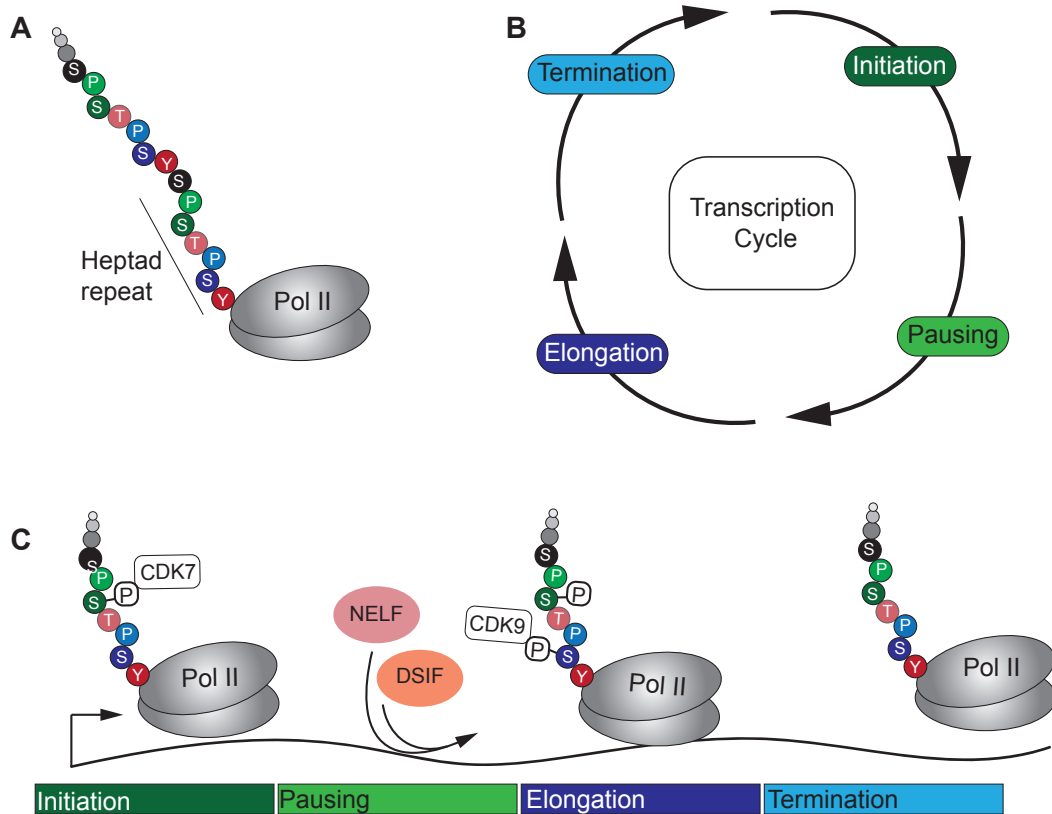 A
S
P
S
T
P
S
Y
S
P
S
T
P
S
Y
Heptad
repeat
Pol II
B
Termination
Initiation
Transcription
Cycle
Elongation
Pausing
C
S
P
S
P
CDK7
T
P
S
Y
Pol II
NELF
DSIF
S
P
S
P
T
CDK9
P
P
S
Y
Pol II
S
P
S
T
P
S
Y
Pol II
Initiation
Pausing
Elongation
Termination